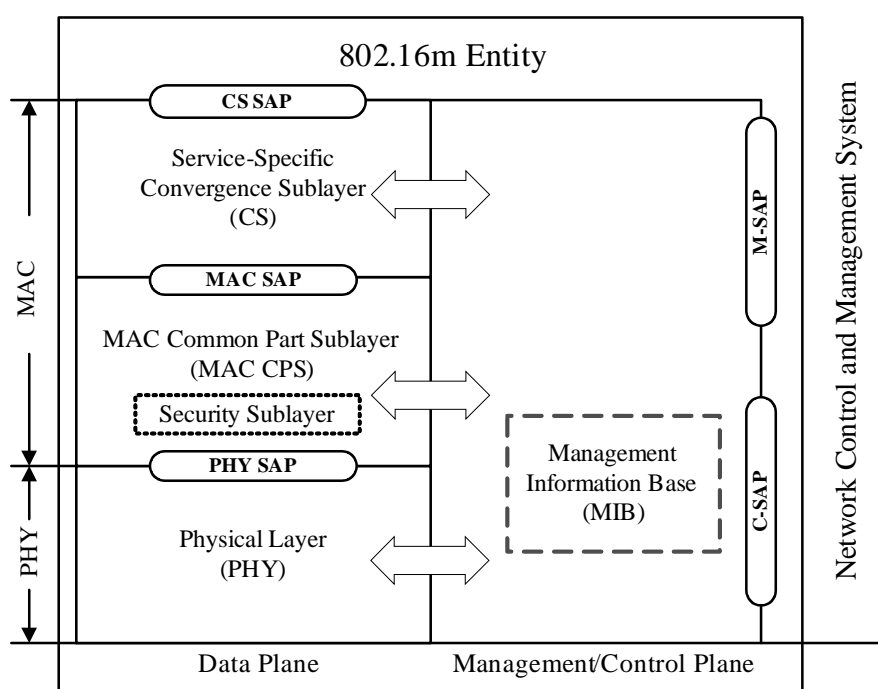 802.16m Entity
CS SAP
Service-Specific
Convergence Sublayer
(CS)
MAC SAP
MAC Common Part Sublayer
(MAC CPS)
Security Sublayer
PHY SAP
Physical Layer
(PHY)
Data Plane
MAC
PHY
Management
Information Base
(MIB)
Management/Control Plane
M-SAP
C-SAP
Network Control and Management System